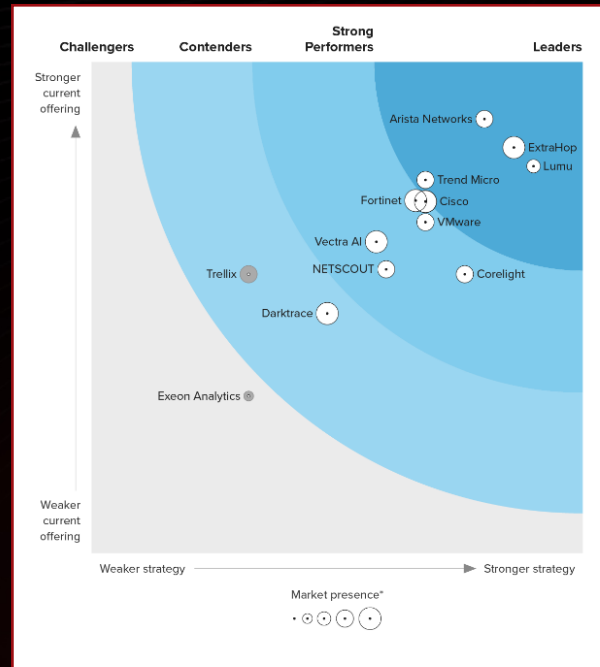 Challengers
Contenders
Strong
Performers
Leaders
Stronger
current
offering
Arista Networks
ExtraHop
Lumu
Trend Micro
Fortinet
Cisco
VMware
Vectra AI
NETSCOUT
Trellix
Corelight
Darktrace
Exeon Analytics
Weaker
current
offering
Weaker strategy
Stronger strategy
Market presence*